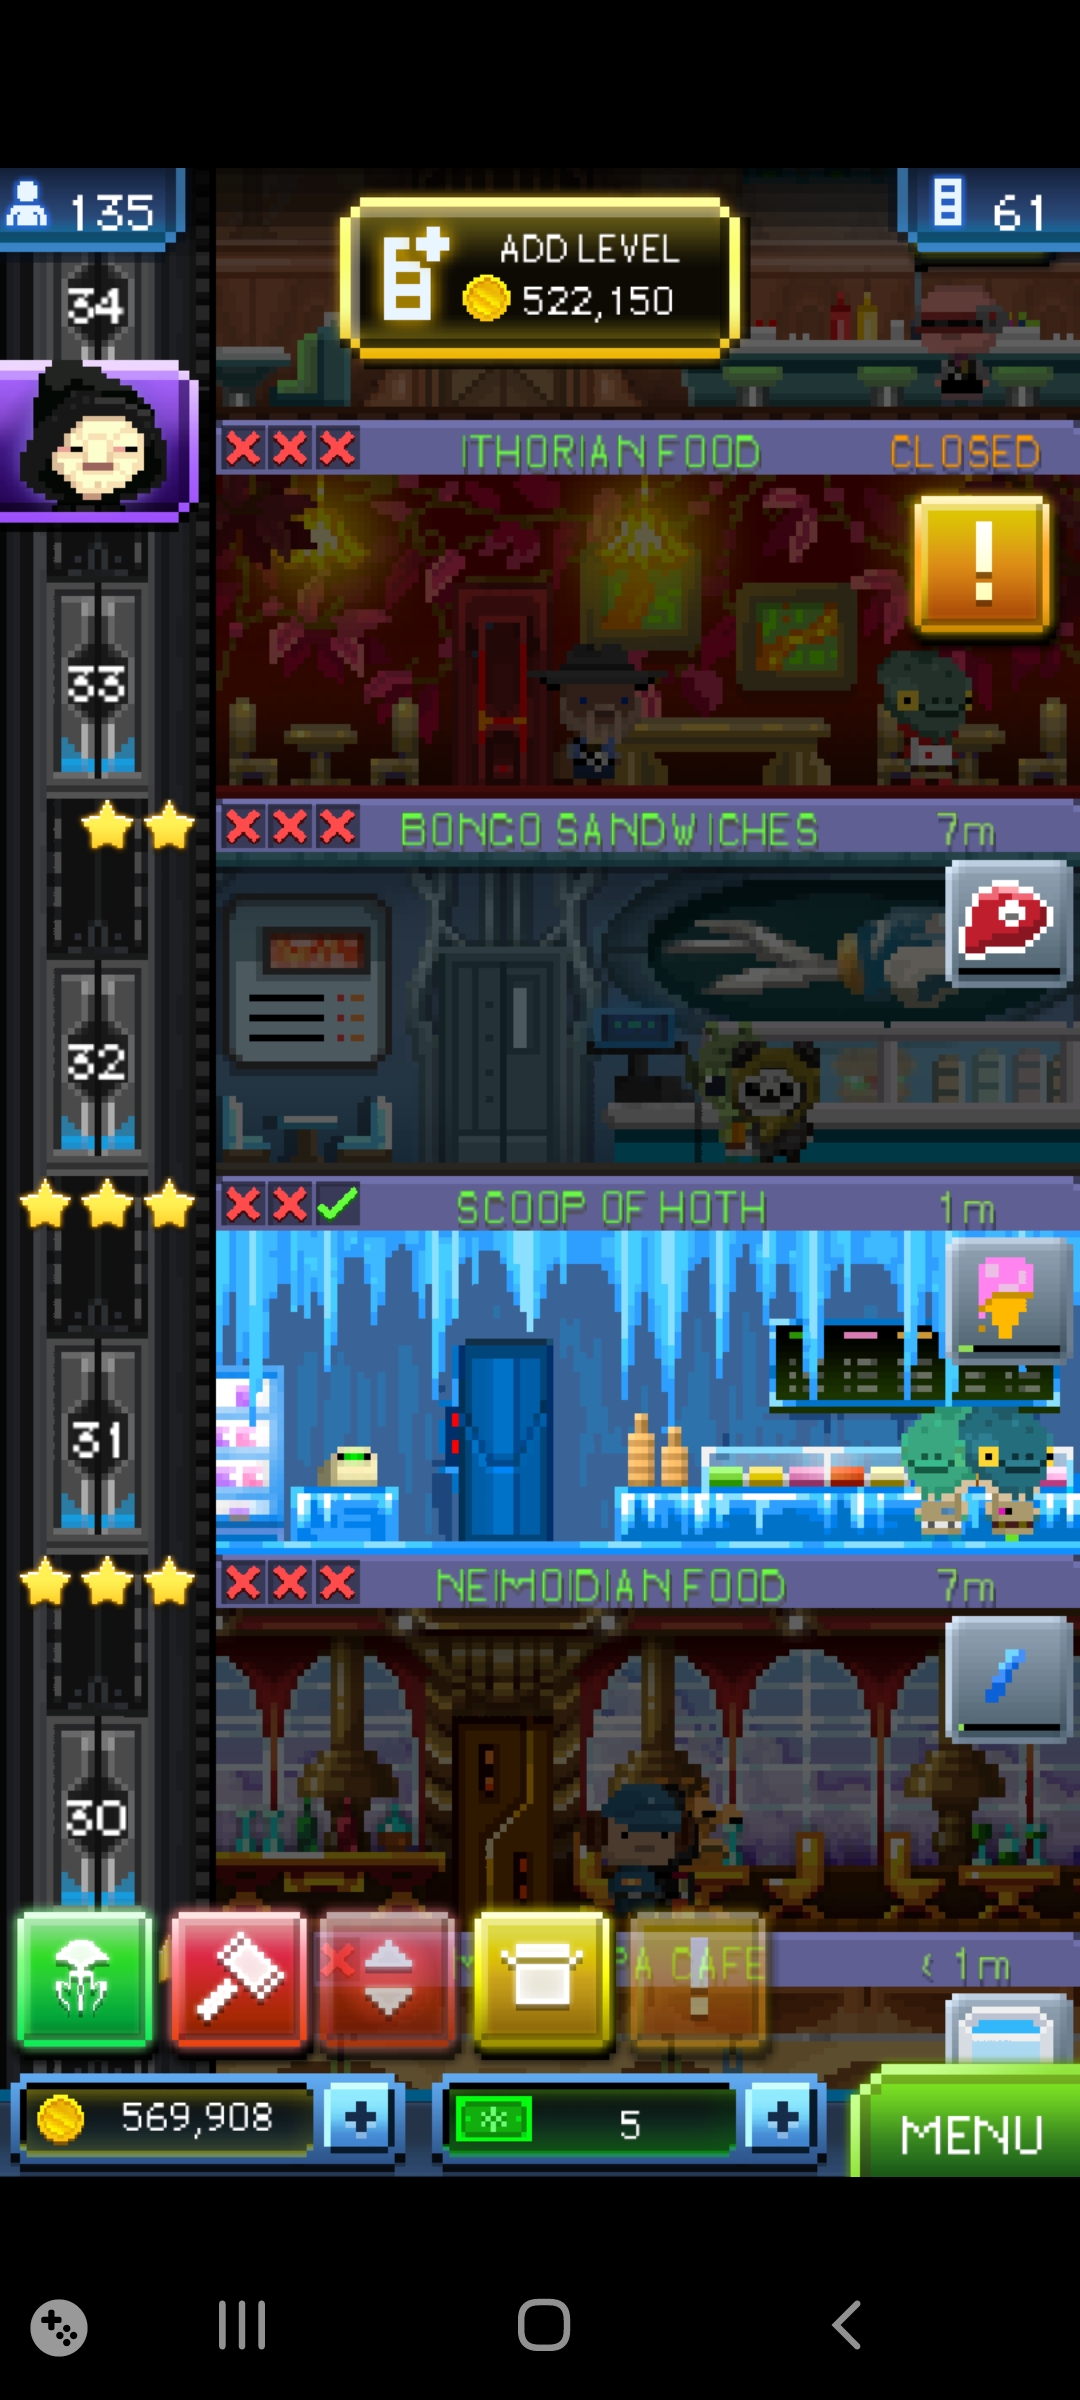 135
61
ADD LEVEL
522,150
34
ITHORIAN FOOD
CLOSED
!
33
BONGO SANDWICHES
7m
32
SCOOP OF HOTH
1m
31
NEIMOIDIAN FOOD
7m
30
PA CAFE
< 1m
!
569,908
5
MENU